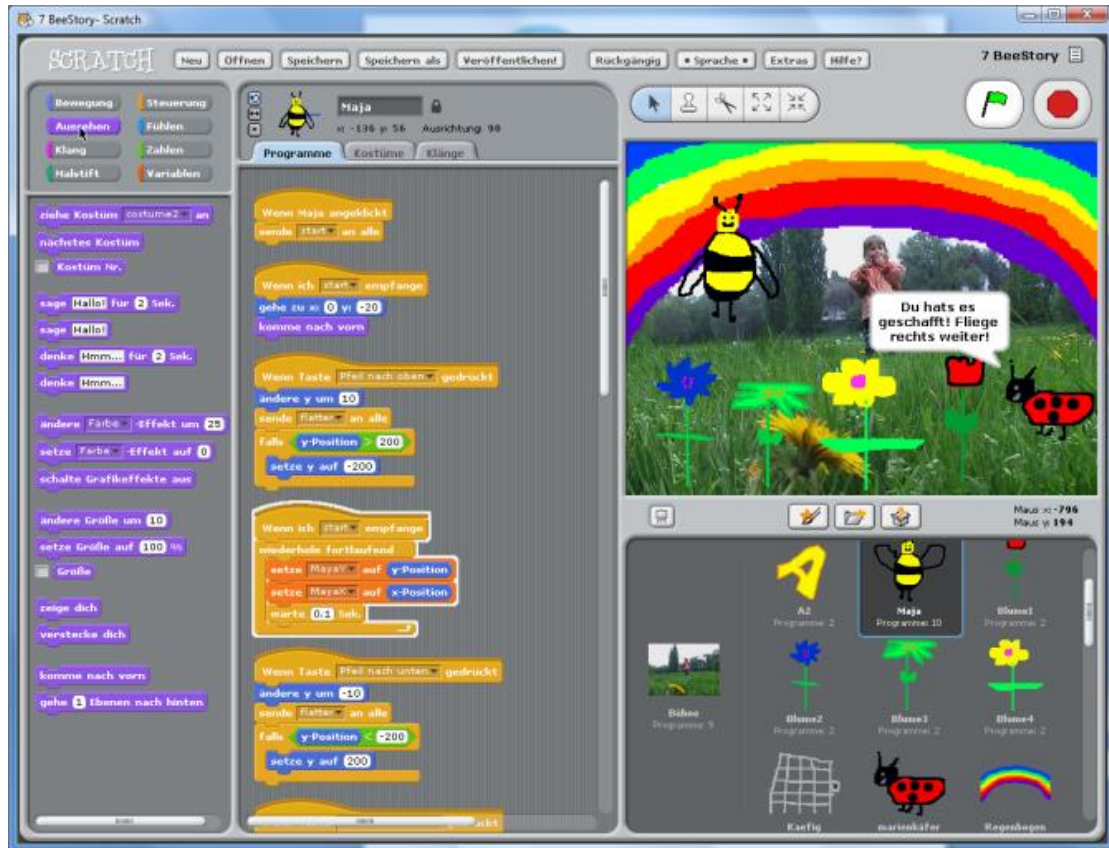 7 BeeStory- Scratch
SCRATCH
Neu
Öffnen
Speichern
Speichern als
Veröffentlichen!
Rückgängig
Sprache
Extras
Hilfe?
7 BeeStory
Bewegung
Steuerung
Aussehen
Fühlen
Klang
Zahlen
Malstift
Variablen
ziehe Kostüm costume2 an
nächstes Kostüm
Kostüm Nr.
sage Hallo! für 2 Sek.
sage Hallo!
denke Hmm... für 2 Sek.
denke Hmm...
ändere Farbe -Effekt um 25
setze Farbe -Effekt auf 0
schalte Grafikeffekte aus
ändere Größe um 10
setze Größe auf 100 %
Größe
zeige dich
verstecke dich
komme nach vorn
gehe 1 Ebenen nach hinten
Maja
x: -136 y: 56 Ausrichtung: 90
Programme
Kostüme
Klänge
Wenn Maja angeklickt
sende start an alle
Wenn ich start empfange
gehe zu x: 0 y: -20
komme nach vorn
Wenn Taste Pfeil nach oben gedrückt
ändere y um 10
sende flatter an alle
falls y-Position > 200
setze y auf -200
Wenn ich start empfange
wiederhole fortlaufend
setze MayaY auf y-Position
setze MayaX auf x-Position
warte 0.1 Sek.
Wenn Taste Pfeil nach unten gedrückt
ändere y um -10
sende flatter an alle
falls y-Position < -200
setze y auf 200
Du hats es
geschafft! Fliege
rechts weiter!
Maus x: -796
Maus y: 194
Bühne
Programme: 9
A2
Programme: 2
Maja
Programme: 10
Blume1
Programme: 2
Blume2
Programme: 2
Blume3
Programme: 2
Blume4
Programme: 2
Kaefig
marienkäfer
Regenbogen